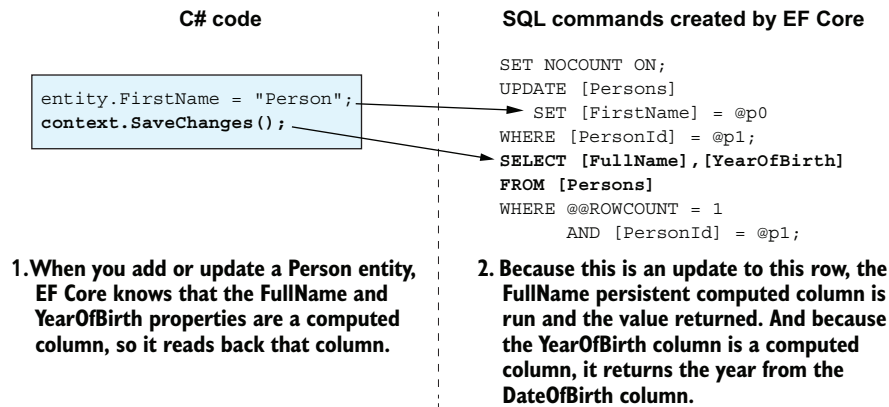 C# code
entity.FirstName = "Person";
context.SaveChanges();
1.When you add or update a Person entity,
EF Core knows that the FullName and
YearOfBirth properties are a computed
column, so it reads back that column.
SQL commands created by EF Core
SET NOCOUNT ON;
UPDATE [Persons]
SET [FirstName] = @p0
WHERE [PersonId] = @p1;
SELECT [FullName],[YearOfBirth]
FROM [Persons]
WHERE @@ROWCOUNT = 1
AND [PersonId] = @p1;
2. Because this is an update to this row, the
FullName persistent computed column is
run and the value returned. And because
the YearOfBirth column is a computed
column, it returns the year from the
DateOfBirth column.